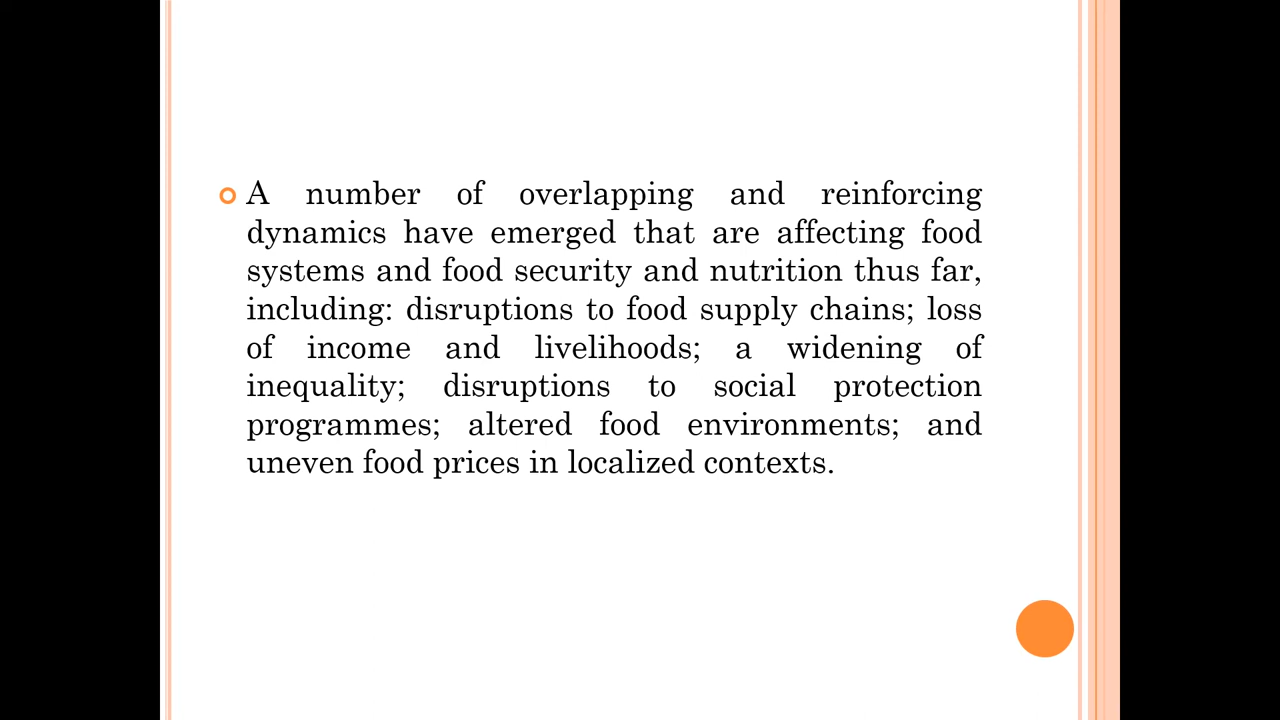 A number of overlapping and reinforcing
dynamics have emerged that are affecting food
systems and food security and nutrition thus far,
including: disruptions to food supply chains; loss
of income and livelihoods; a widening of
inequality; disruptions to social protection
programmes; altered food environments; and
uneven food prices in localized contexts.